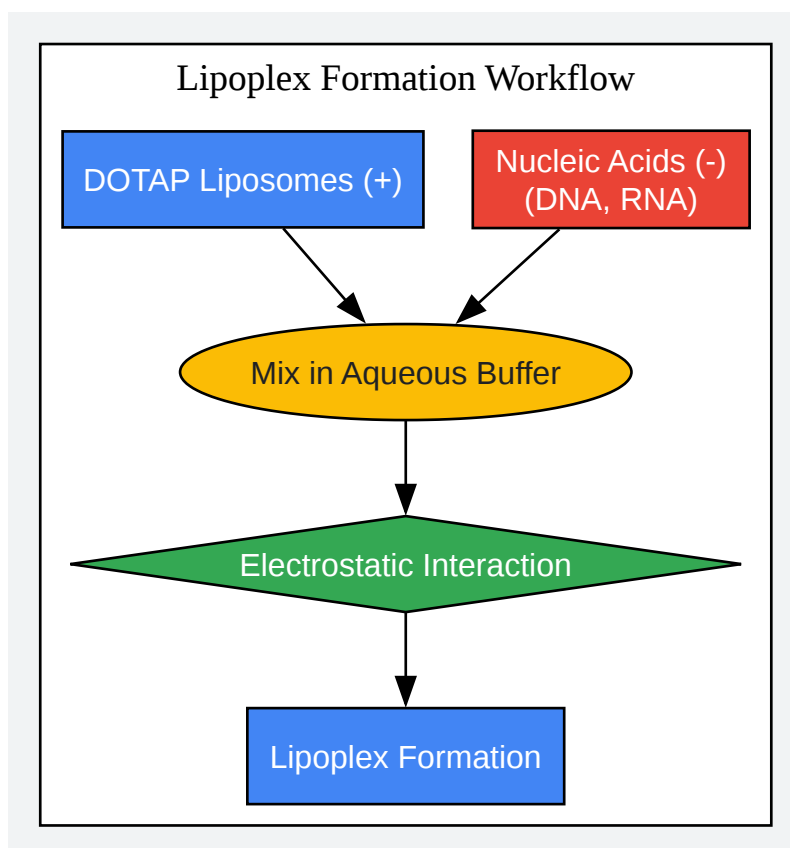 Lipoplex Formation Workflow
DOTAP Liposomes (+)
Nucleic Acids (-)
(DNA, RNA)
Mix in Aqueous Buffer
Electrostatic Interaction
Lipoplex Formation